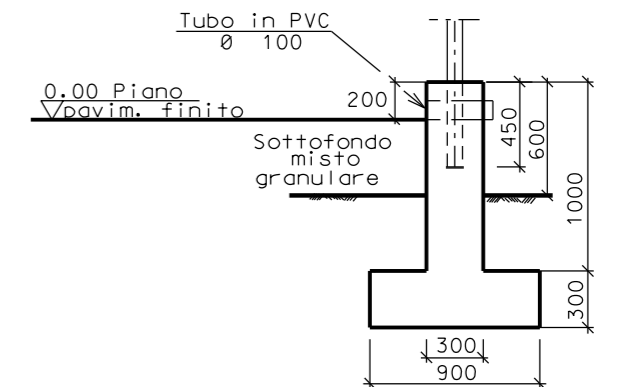 Tubo in PVC
Ø 100
0.00 Piano
pavim. finito
200
Sottofondo
misto
granulare
450
600
1000
300
300
900